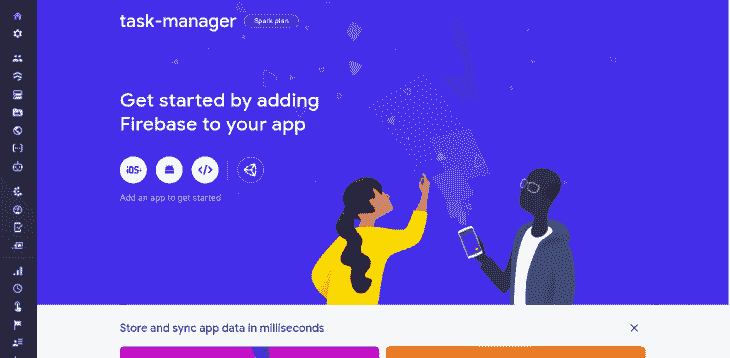 task-manager Spark plan
Get started by adding
Firebase to your app
iOS+
Add an app to get started
Store and sync app data in milliseconds